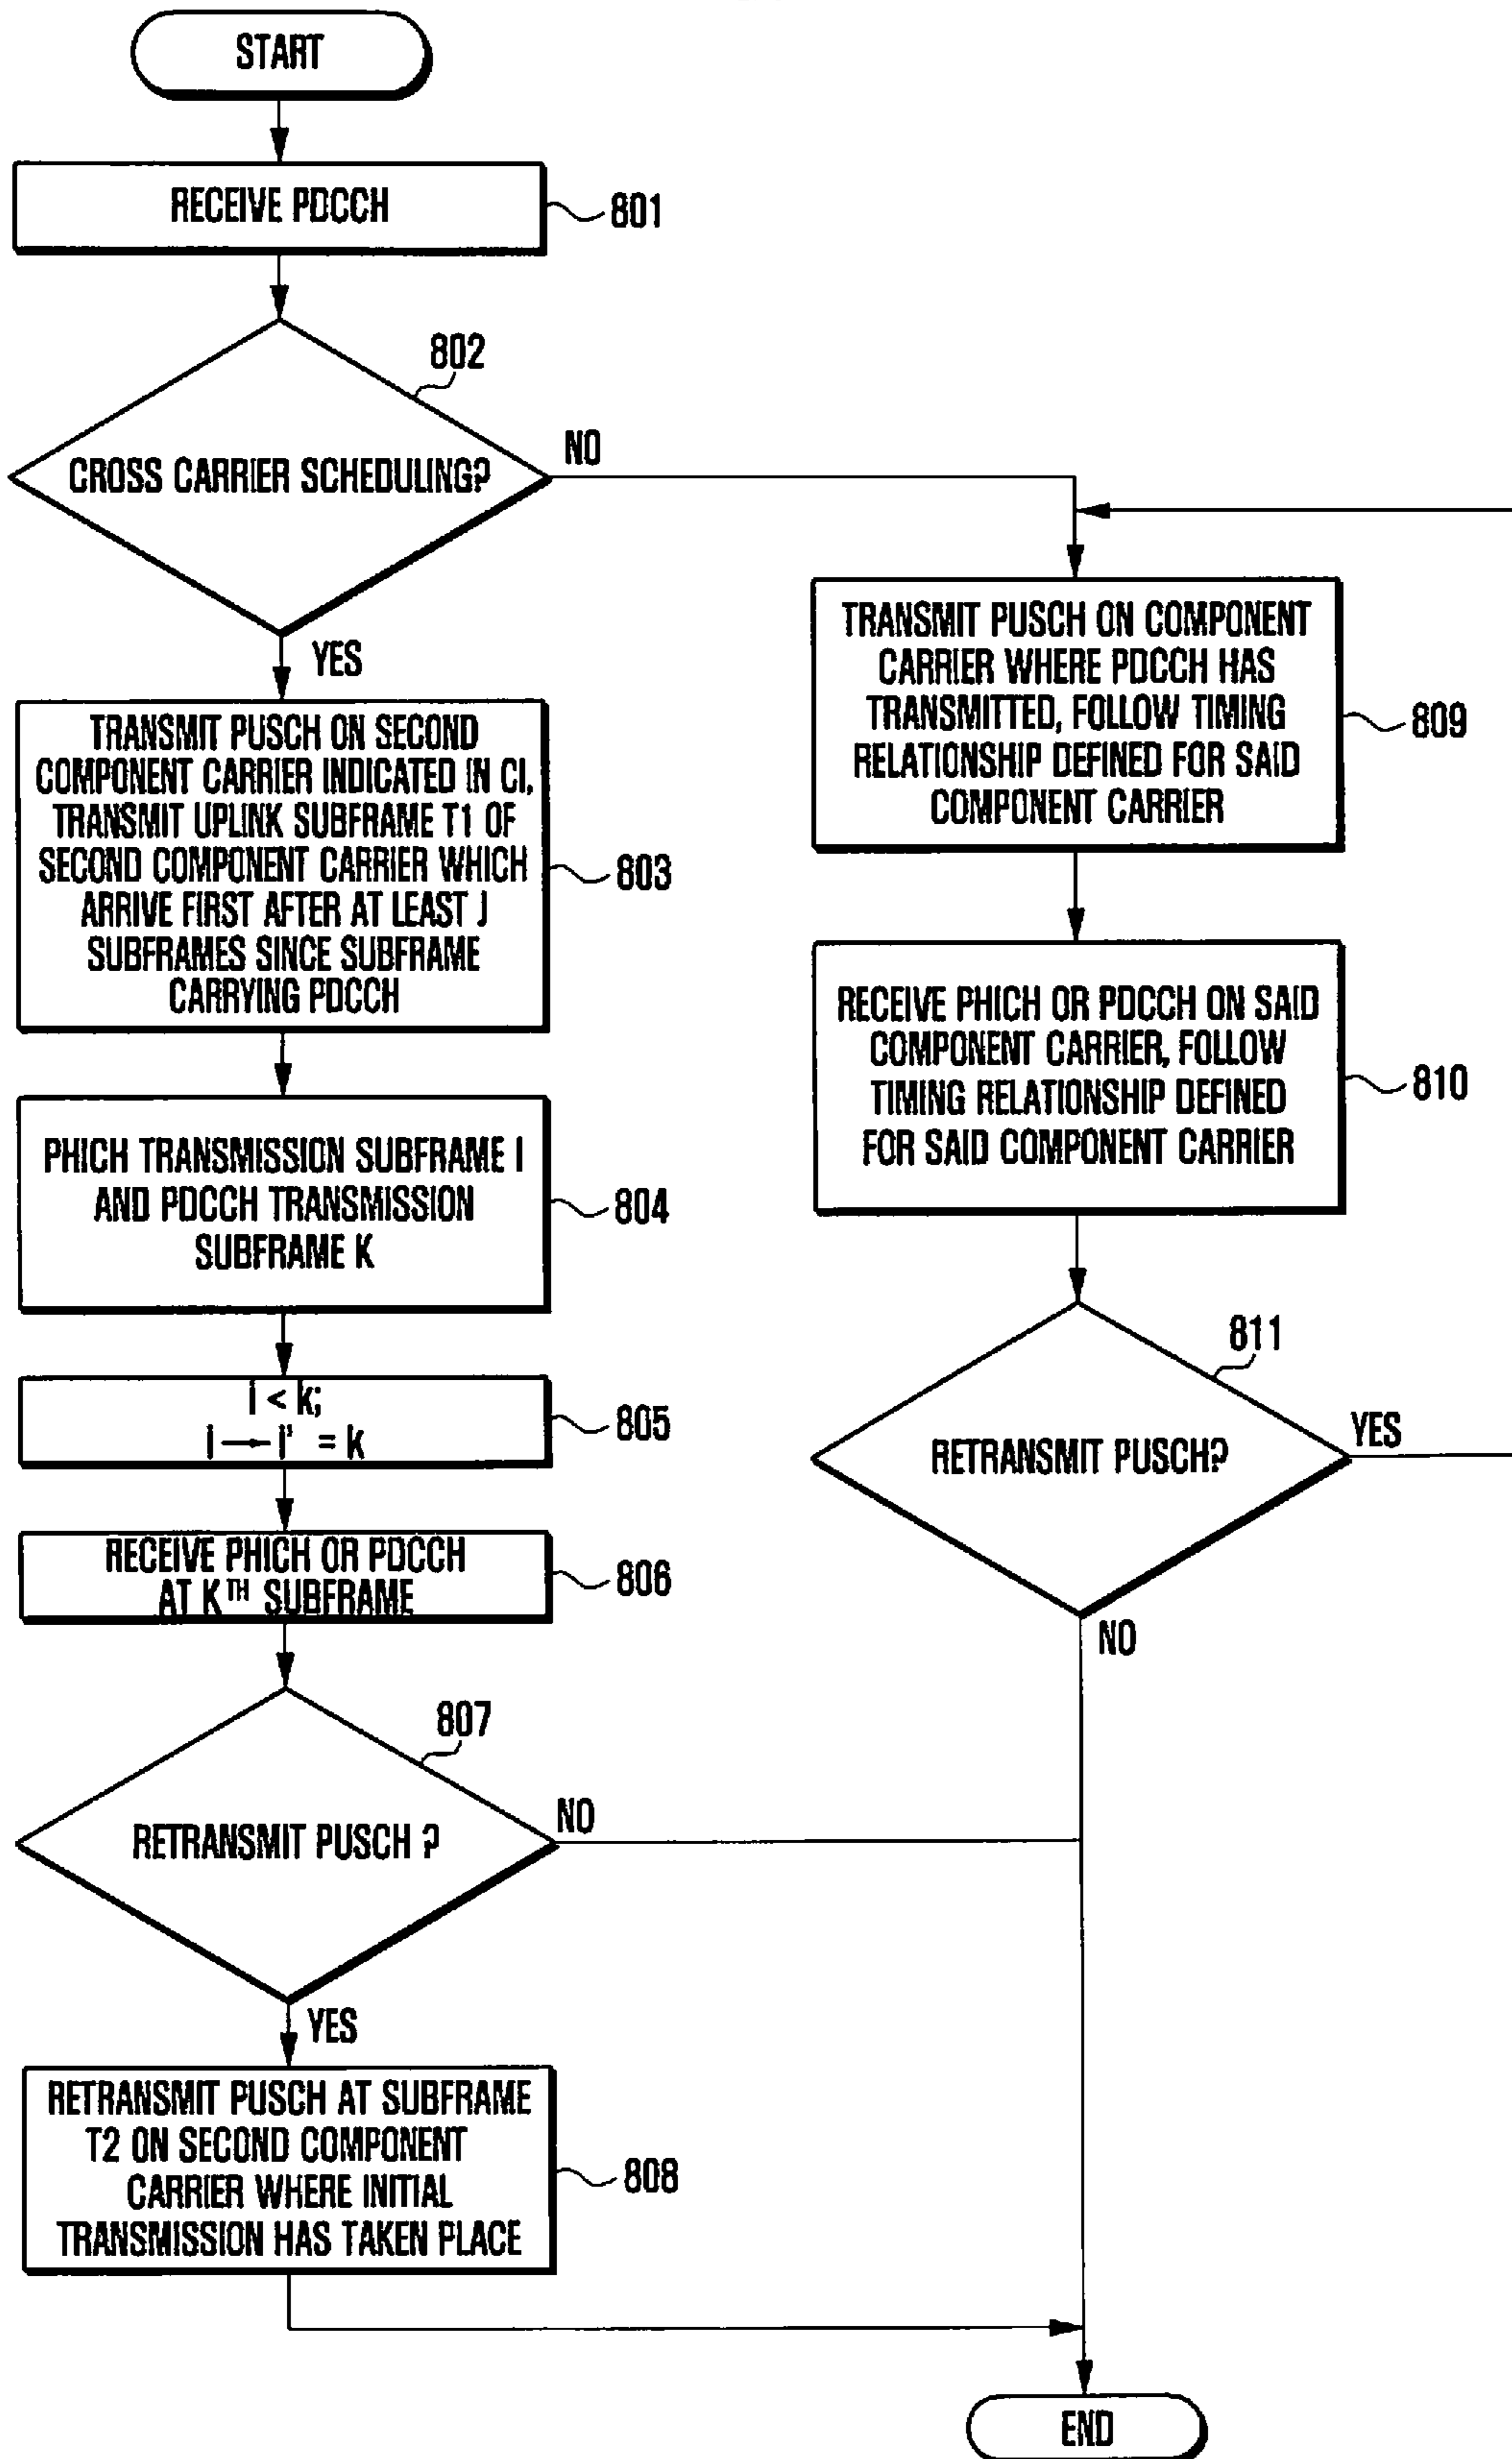 START
RECEIVE PDCCH
801
802
CROSS CARRIER SCHEDULING?
NO
YES
TRANSMIT PUSCH ON SECOND
COMPONENT CARRIER INDICATED IN CI,
TRANSMIT UPLINK SUBFRAME T1 OF
SECOND COMPONENT CARRIER WHICH
ARRIVE FIRST AFTER AT LEAST J
SUBFRAMES SINCE SUBFRAME
CARRYING PDCCH
803
PHICH TRANSMISSION SUBFRAME I
AND PDCCH TRANSMISSION
SUBFRAME K
804
i < k;
i → i' = k
805
RECEIVE PHICH OR PDCCH
AT KTH SUBFRAME
806
807
RETRANSMIT PUSCH ?
NO
YES
RETRANSMIT PUSCH AT SUBFRAME
T2 ON SECOND COMPONENT
CARRIER WHERE INITIAL
TRANSMISSION HAS TAKEN PLACE
808
TRANSMIT PUSCH ON COMPONENT
CARRIER WHERE PDCCH HAS
TRANSMITTED, FOLLOW TIMING
RELATIONSHIP DEFINED FOR SAID
COMPONENT CARRIER
809
RECEIVE PHICH OR PDCCH ON SAID
COMPONENT CARRIER, FOLLOW
TIMING RELATIONSHIP DEFINED
FOR SAID COMPONENT CARRIER
810
811
RETRANSMIT PUSCH?
YES
NO
END